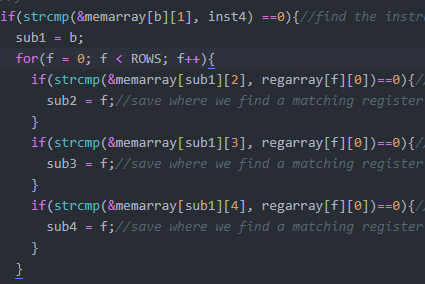 if(strcmp(&memarray[b][1], inst4) ==0){//find the instr
sub1 = b;
for(f = 0; f < ROWS; f++){
if(strcmp(&memarray[sub1][2], regarray[f][0])==0){//
sub2 = f;//save where we find a matching register
}
if(strcmp(&memarray[sub1][3], regarray[f][0])==0){//
sub3 = f;//save where we find a matching register
}
if(strcmp(&memarray[sub1][4], regarray[f][0])==0){//
sub4 = f;//save where we find a matching register
}
}